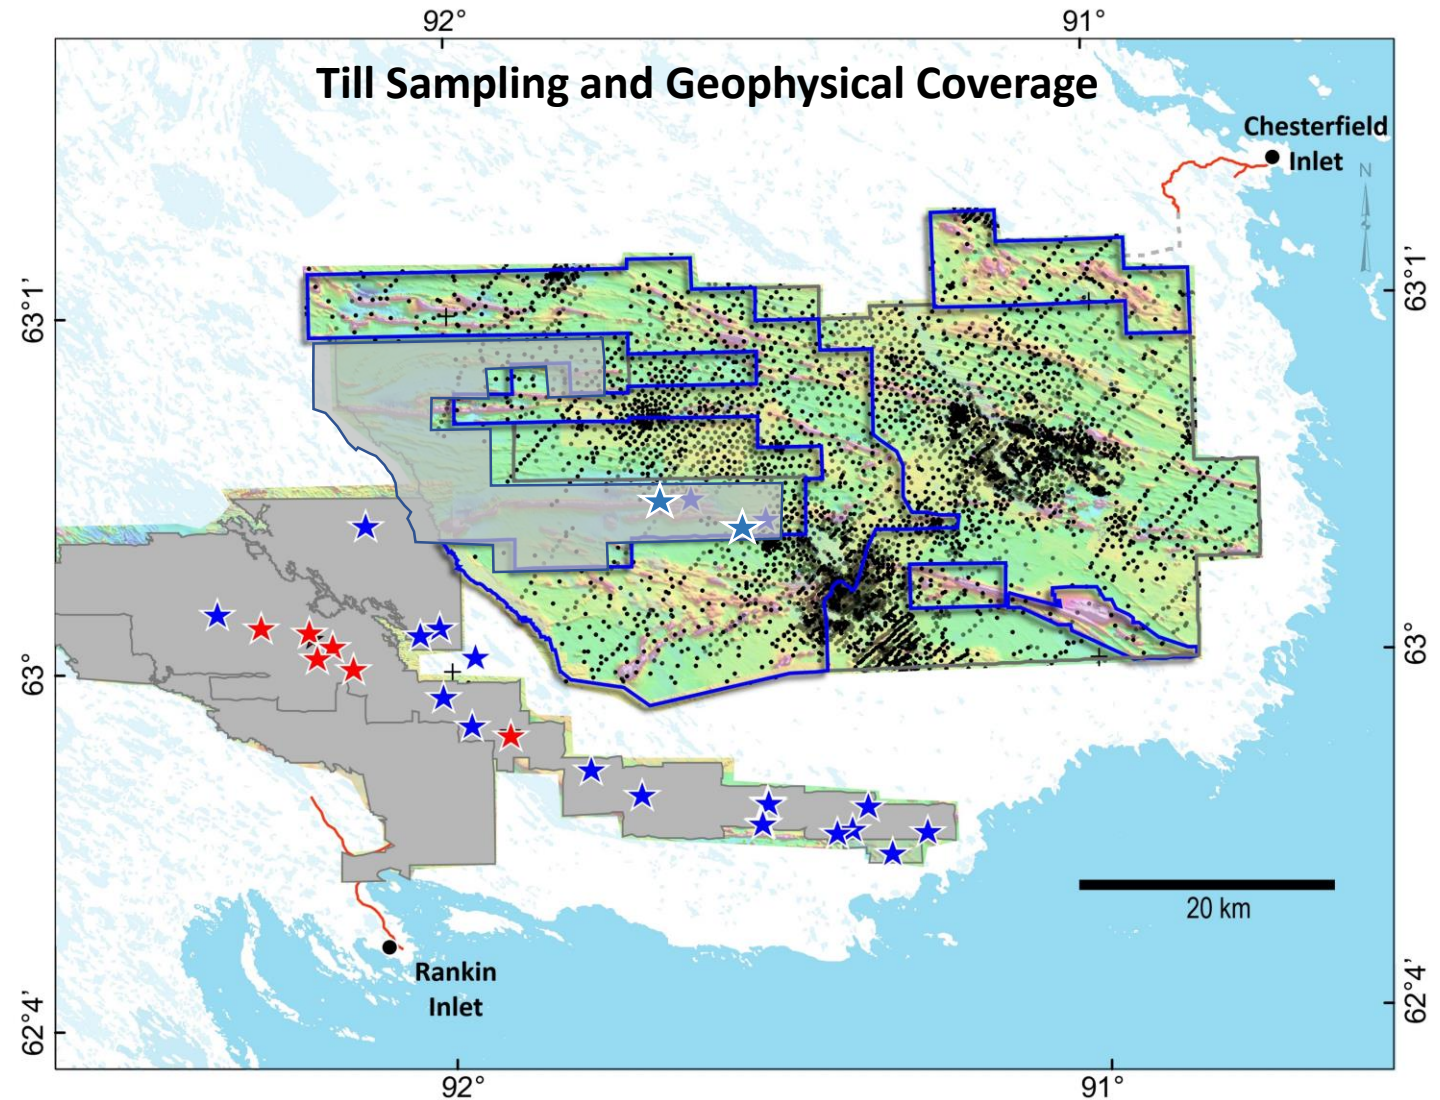 92°
91°
Till Sampling and Geophysical Coverage
Chesterfield
Inlet
N
63°1'
63°1'
63°
63°
20 km
Rankin
Inlet
62°4'
62°4'
92°
91°